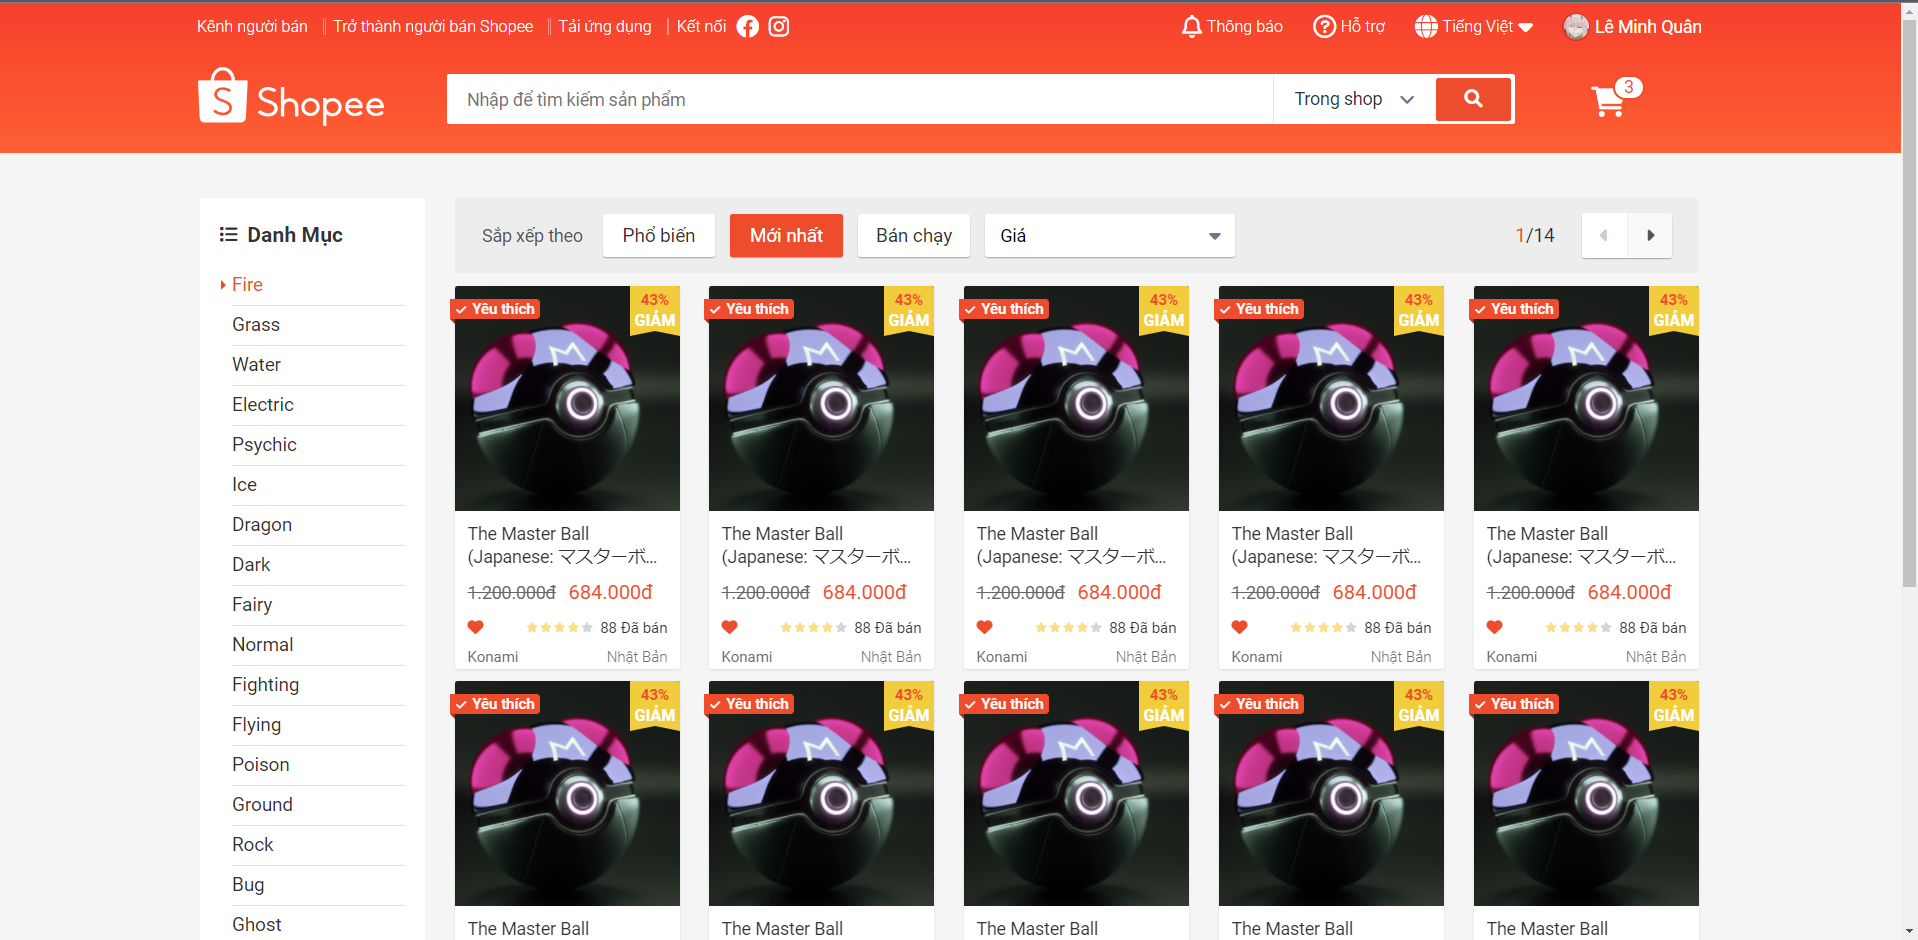 Kênh người bán
Trở thành người bán Shopee
Tải ứng dụng
Kết nối
Thông báo
Hỗ trợ
Tiếng Việt
Lê Minh Quân
S Shopee
Nhập để tìm kiếm sản phẩm
Trong shop
3
Danh Mục
Fire
Grass
Water
Electric
Psychic
Ice
Dragon
Dark
Fairy
Normal
Fighting
Flying
Poison
Ground
Rock
Bug
Ghost
Sắp xếp theo
Phổ biến
Mới nhất
Bán chạy
Giá
1/14
Yêu thích
43%
GIẢM
M
The Master Ball
(Japanese: マスターボ...
1.200.000đ 684.000đ
88 Đã bán
Konami Nhật Bản
Yêu thích
43%
GIẢM
M
The Master Ball
(Japanese: マスターボ...
1.200.000đ 684.000đ
88 Đã bán
Konami Nhật Bản
Yêu thích
43%
GIẢM
M
The Master Ball
(Japanese: マスターボ...
1.200.000đ 684.000đ
88 Đã bán
Konami Nhật Bản
Yêu thích
43%
GIẢM
M
The Master Ball
(Japanese: マスターボ...
1.200.000đ 684.000đ
88 Đã bán
Konami Nhật Bản
Yêu thích
43%
GIẢM
M
The Master Ball
(Japanese: マスターボ...
1.200.000đ 684.000đ
88 Đã bán
Konami Nhật Bản
Yêu thích
43%
GIẢM
M
The Master Ball
Yêu thích
43%
GIẢM
M
The Master Ball
Yêu thích
43%
GIẢM
M
The Master Ball
Yêu thích
43%
GIẢM
M
The Master Ball
Yêu thích
43%
GIẢM
M
The Master Ball